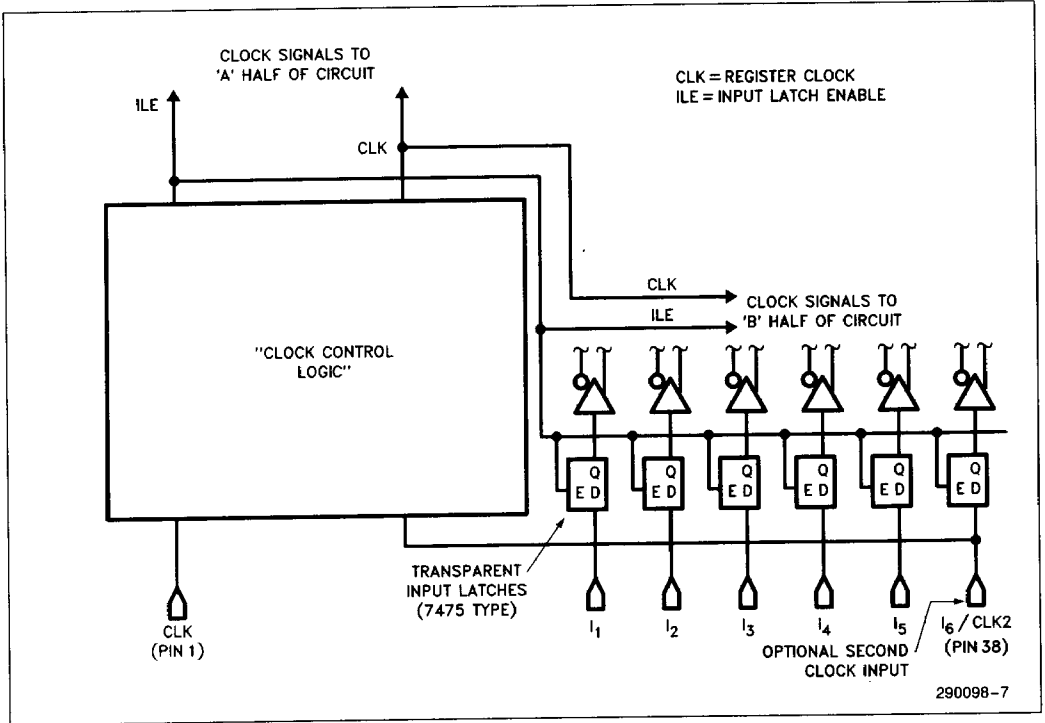 CLOCK SIGNALS TO
'A' HALF OF CIRCUIT
CLK = REGISTER CLOCK
ILE = INPUT LATCH ENABLE
ILE
CLK
"CLOCK CONTROL
LOGIC"
CLK
ILE
CLOCK SIGNALS TO
'B' HALF OF CIRCUIT
Q
E D
Q
E D
Q
E D
Q
E D
Q
E D
Q
E D
TRANSPARENT
INPUT LATCHES
(7475 TYPE)
CLK
(PIN 1)
I1
I2
I3
I4
I5
I6 / CLK2
(PIN 38)
OPTIONAL SECOND
CLOCK INPUT
290098-7